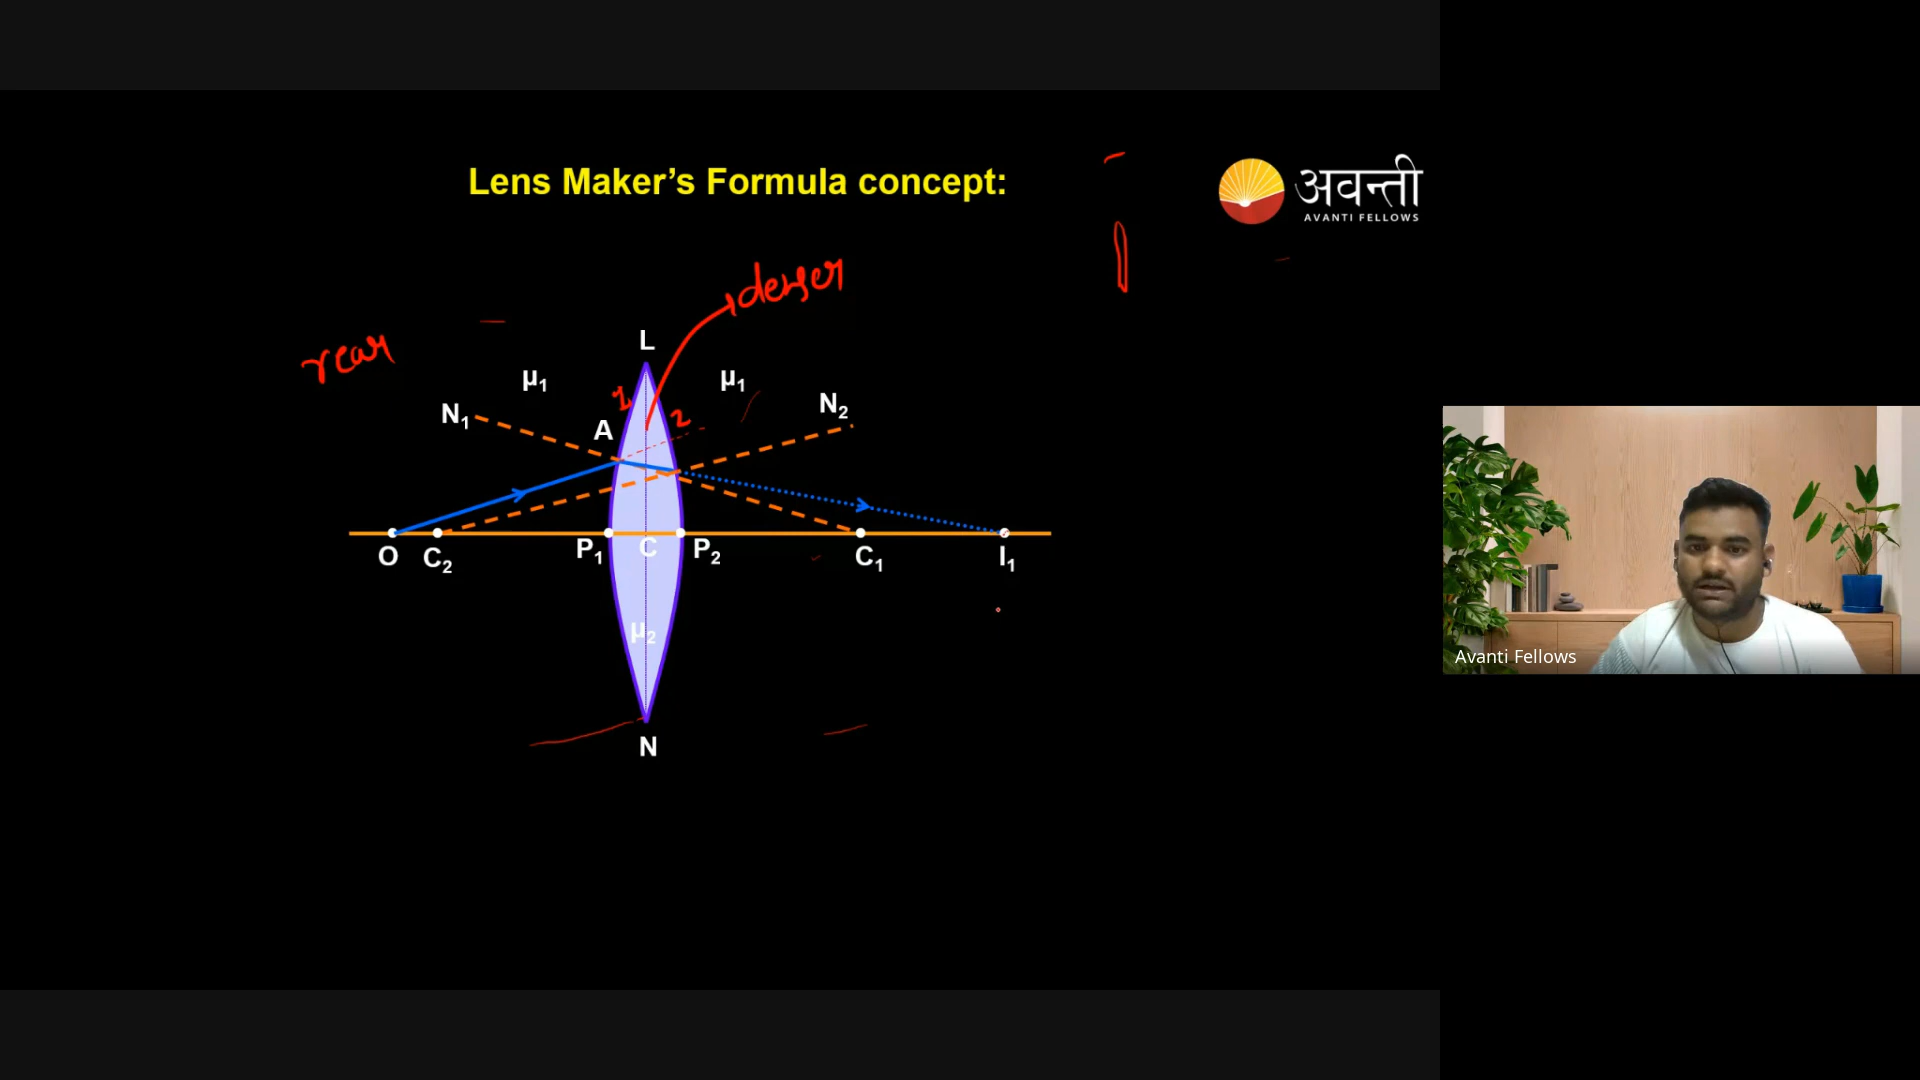 Lens Maker's Formula concept:
अवन्ती
AVANTI FELLOWS
denser
rear
L
μ1 μ1
N1 N2
1
2
A
O C2 P1 C P2 C1 I1
μ2
N
Avanti Fellows